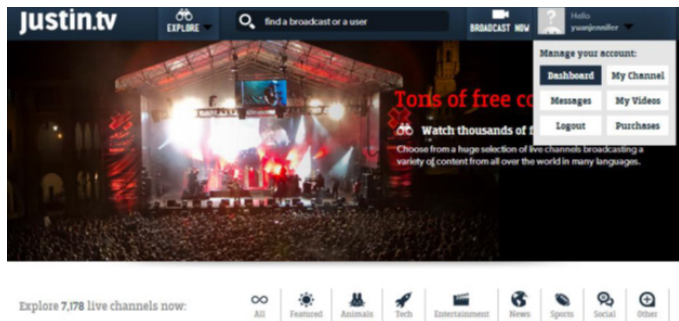 justin.tv
EXPLORE
find a broadcast or a user
BROADCAST NOW
?
Hello
yuanjennifer
Manage your account:
Dashboard My Channel
Messages My Videos
Logout Purchases
Tons of free
Watch thousands of
Choose from a huge selection of live channels broadcasting a
variety of content from all over the world in many languages.
Explore 7,178 live channels now:
All Featured Animals Tech Entertainment News Sports Social Other